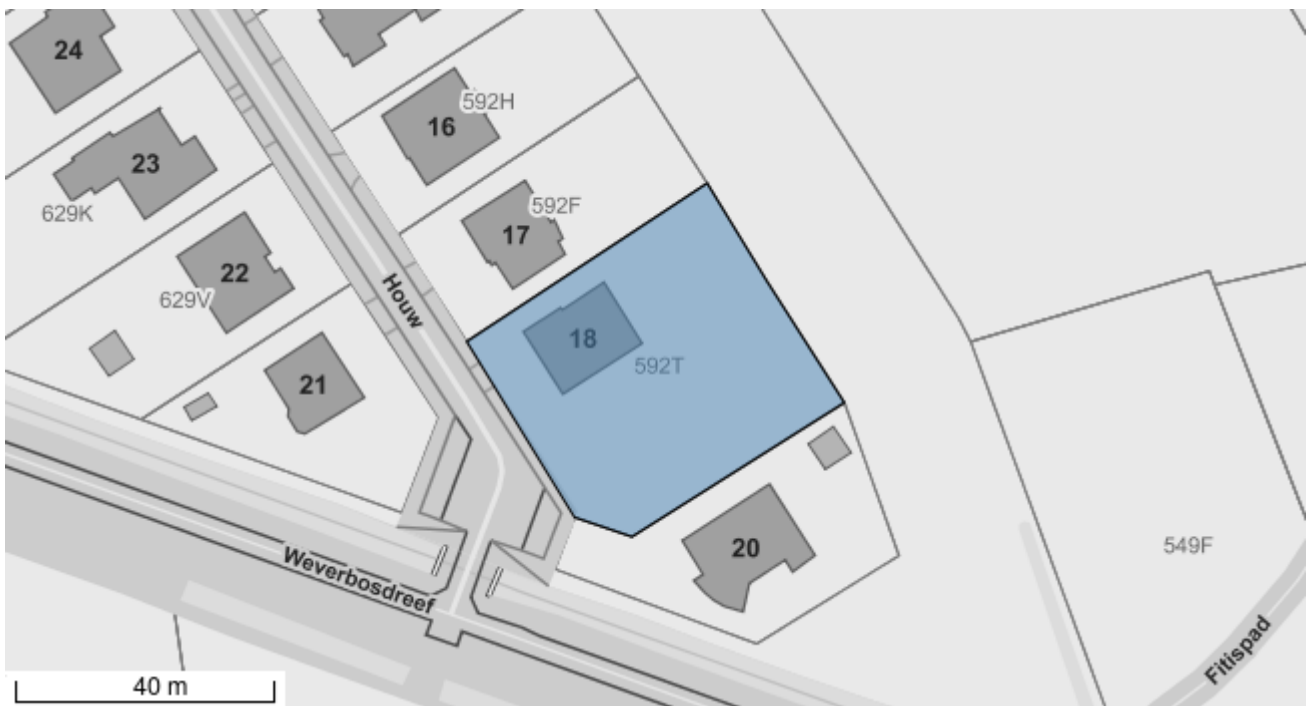 24
16
592H
23
629K
17
592F
22
629V
Houw
18
592T
21
20
549F
Weverbosdreef
Fitispad
40 m